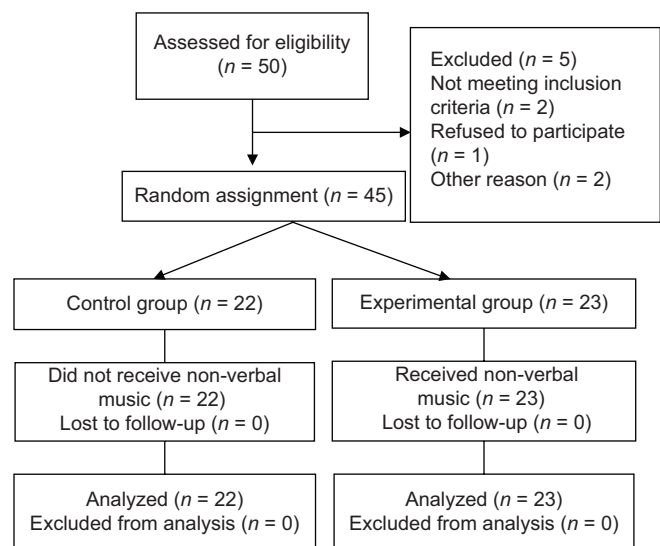 Assessed for eligibility
(n = 50)
Excluded (n = 5)
Not meeting inclusion
criteria (n = 2)
Refused to participate
(n = 1)
Other reason (n = 2)
Random assignment (n = 45)
Control group (n = 22)
Experimental group (n = 23)
Did not receive non-verbal
music (n = 22)
Lost to follow-up (n = 0)
Received non-verbal
music (n = 23)
Lost to follow-up (n = 0)
Analyzed (n = 22)
Excluded from analysis (n = 0)
Analyzed (n = 23)
Excluded from analysis (n = 0)